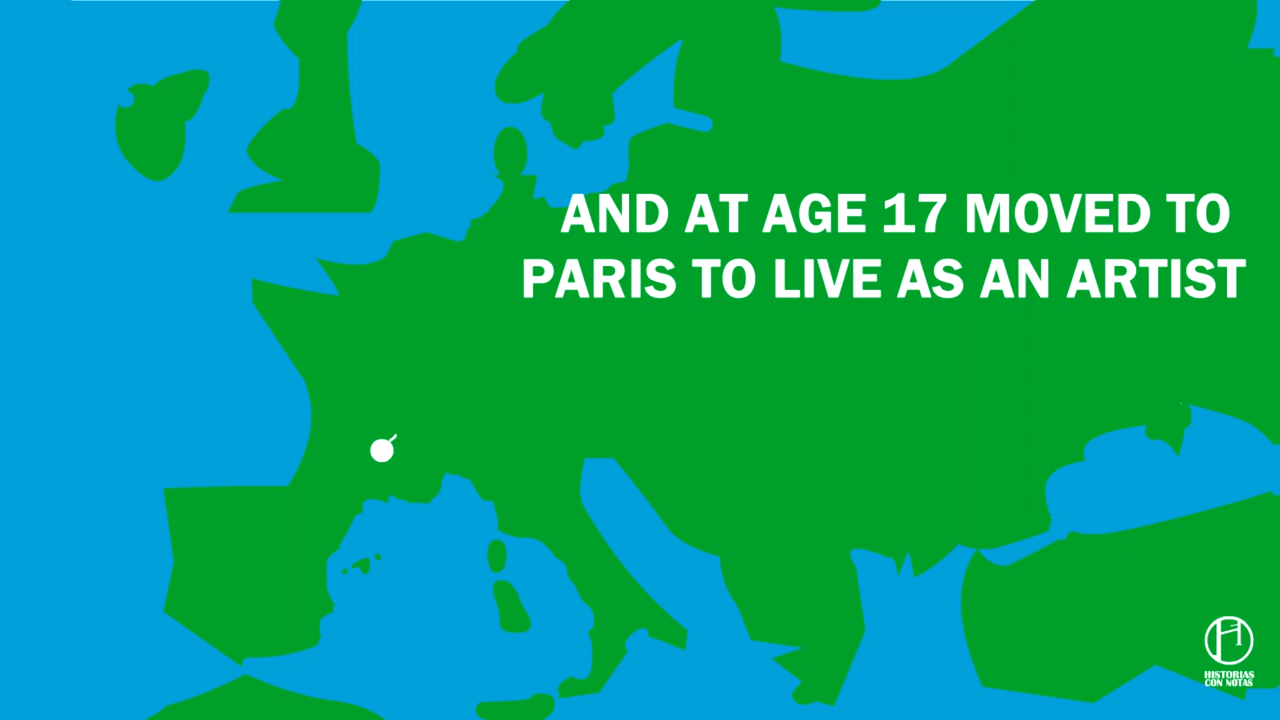 AND AT AGE 17 MOVED TO
PARIS TO LIVE AS AN ARTIST
HISTORIAS
CON NOTAS